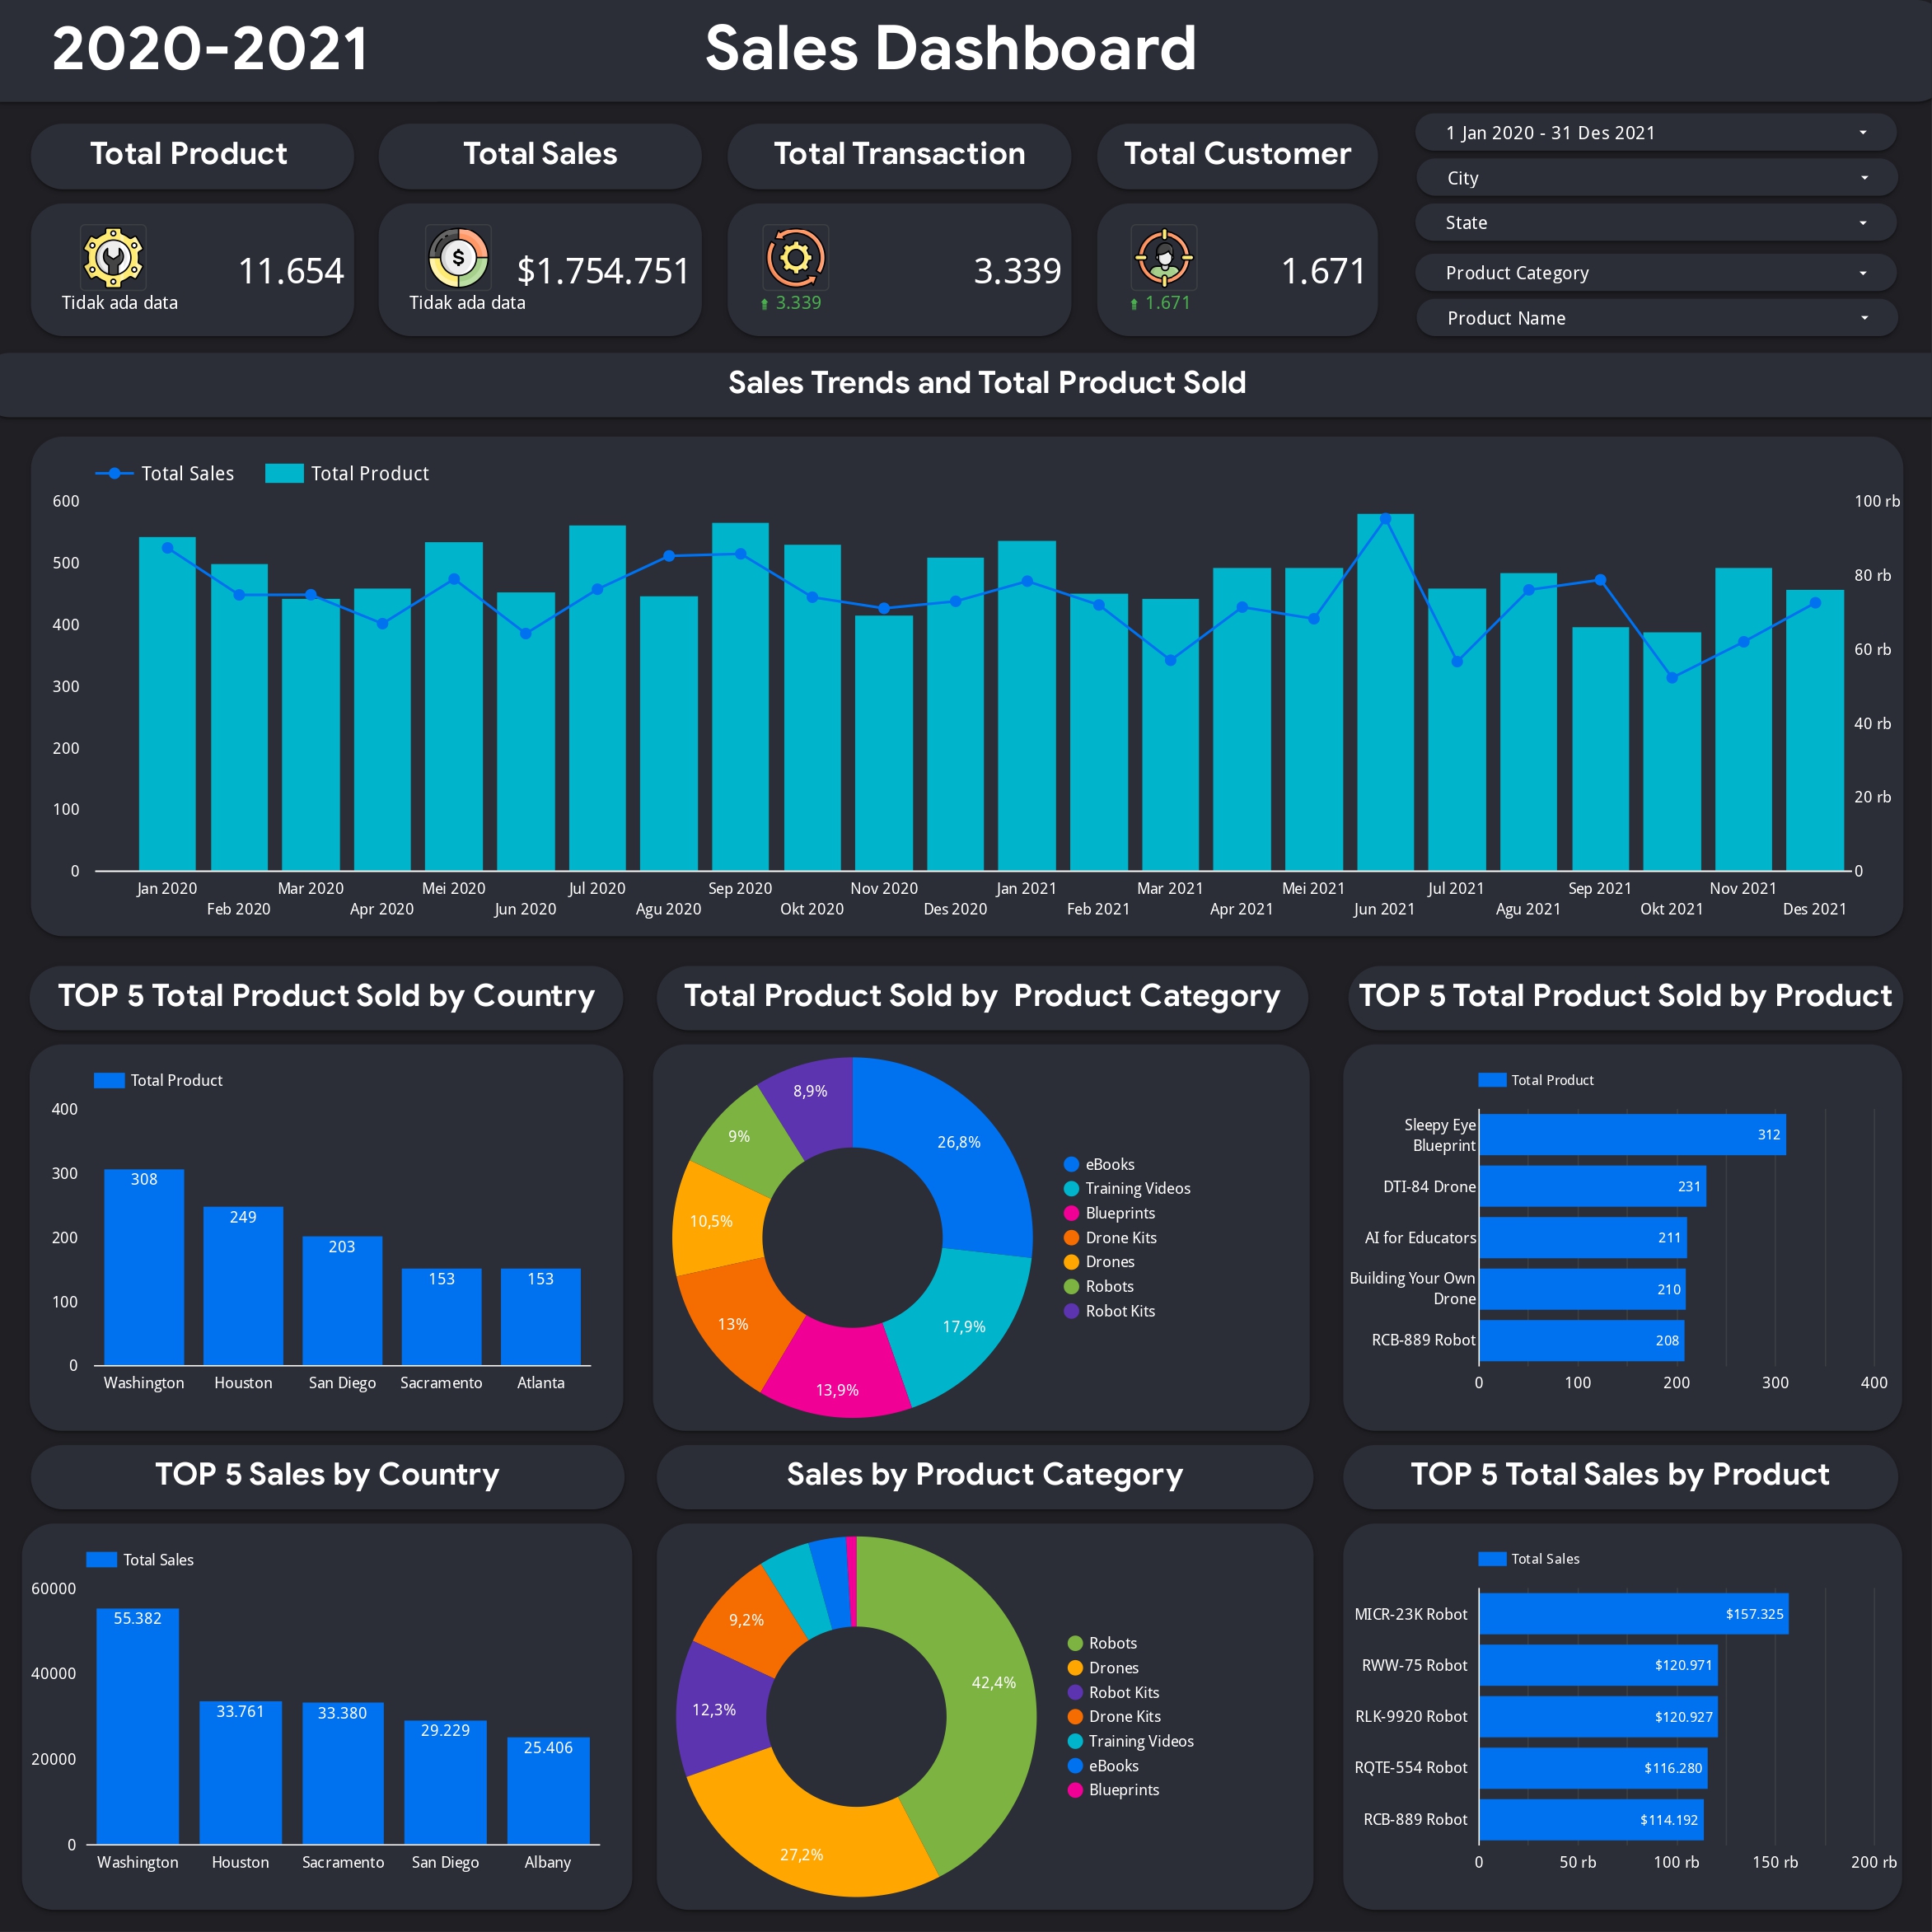 2020-2021
Sales Dashboard
Total Product
Total Sales
Total Transaction
Total Customer
1 Jan 2020 - 31 Des 2021
City
State
Product Category
Product Name
11.654
Tidak ada data
$
$1.754.751
Tidak ada data
3.339
3.339
1.671
1.671
Sales Trends and Total Product Sold
Total Sales
Total Product
600
500
400
300
200
100
0
100 rb
80 rb
60 rb
40 rb
20 rb
0
Jan 2020
Feb 2020
Mar 2020
Apr 2020
Mei 2020
Jun 2020
Jul 2020
Agu 2020
Sep 2020
Okt 2020
Nov 2020
Des 2020
Jan 2021
Feb 2021
Mar 2021
Apr 2021
Mei 2021
Jun 2021
Jul 2021
Agu 2021
Sep 2021
Okt 2021
Nov 2021
Des 2021
TOP 5 Total Product Sold by Country
Total Product
400
300
200
100
0
308
249
203
153
153
Washington
Houston
San Diego
Sacramento
Atlanta
Total Product Sold by Product Category
8,9%
26,8%
9%
10,5%
13%
13,9%
17,9%
eBooks
Training Videos
Blueprints
Drone Kits
Drones
Robots
Robot Kits
TOP 5 Total Product Sold by Product
Total Product
Sleepy Eye
Blueprint
312
DTI-84 Drone
231
AI for Educators
211
Building Your Own
Drone
210
RCB-889 Robot
208
0
100
200
300
400
TOP 5 Sales by Country
Total Sales
60000
40000
20000
0
55.382
33.761
33.380
29.229
25.406
Washington
Houston
Sacramento
San Diego
Albany
Sales by Product Category
9,2%
12,3%
42,4%
27,2%
Robots
Drones
Robot Kits
Drone Kits
Training Videos
eBooks
Blueprints
TOP 5 Total Sales by Product
Total Sales
MICR-23K Robot
$157.325
RWW-75 Robot
$120.971
RLK-9920 Robot
$120.927
RQTE-554 Robot
$116.280
RCB-889 Robot
$114.192
0
50 rb
100 rb
150 rb
200 rb